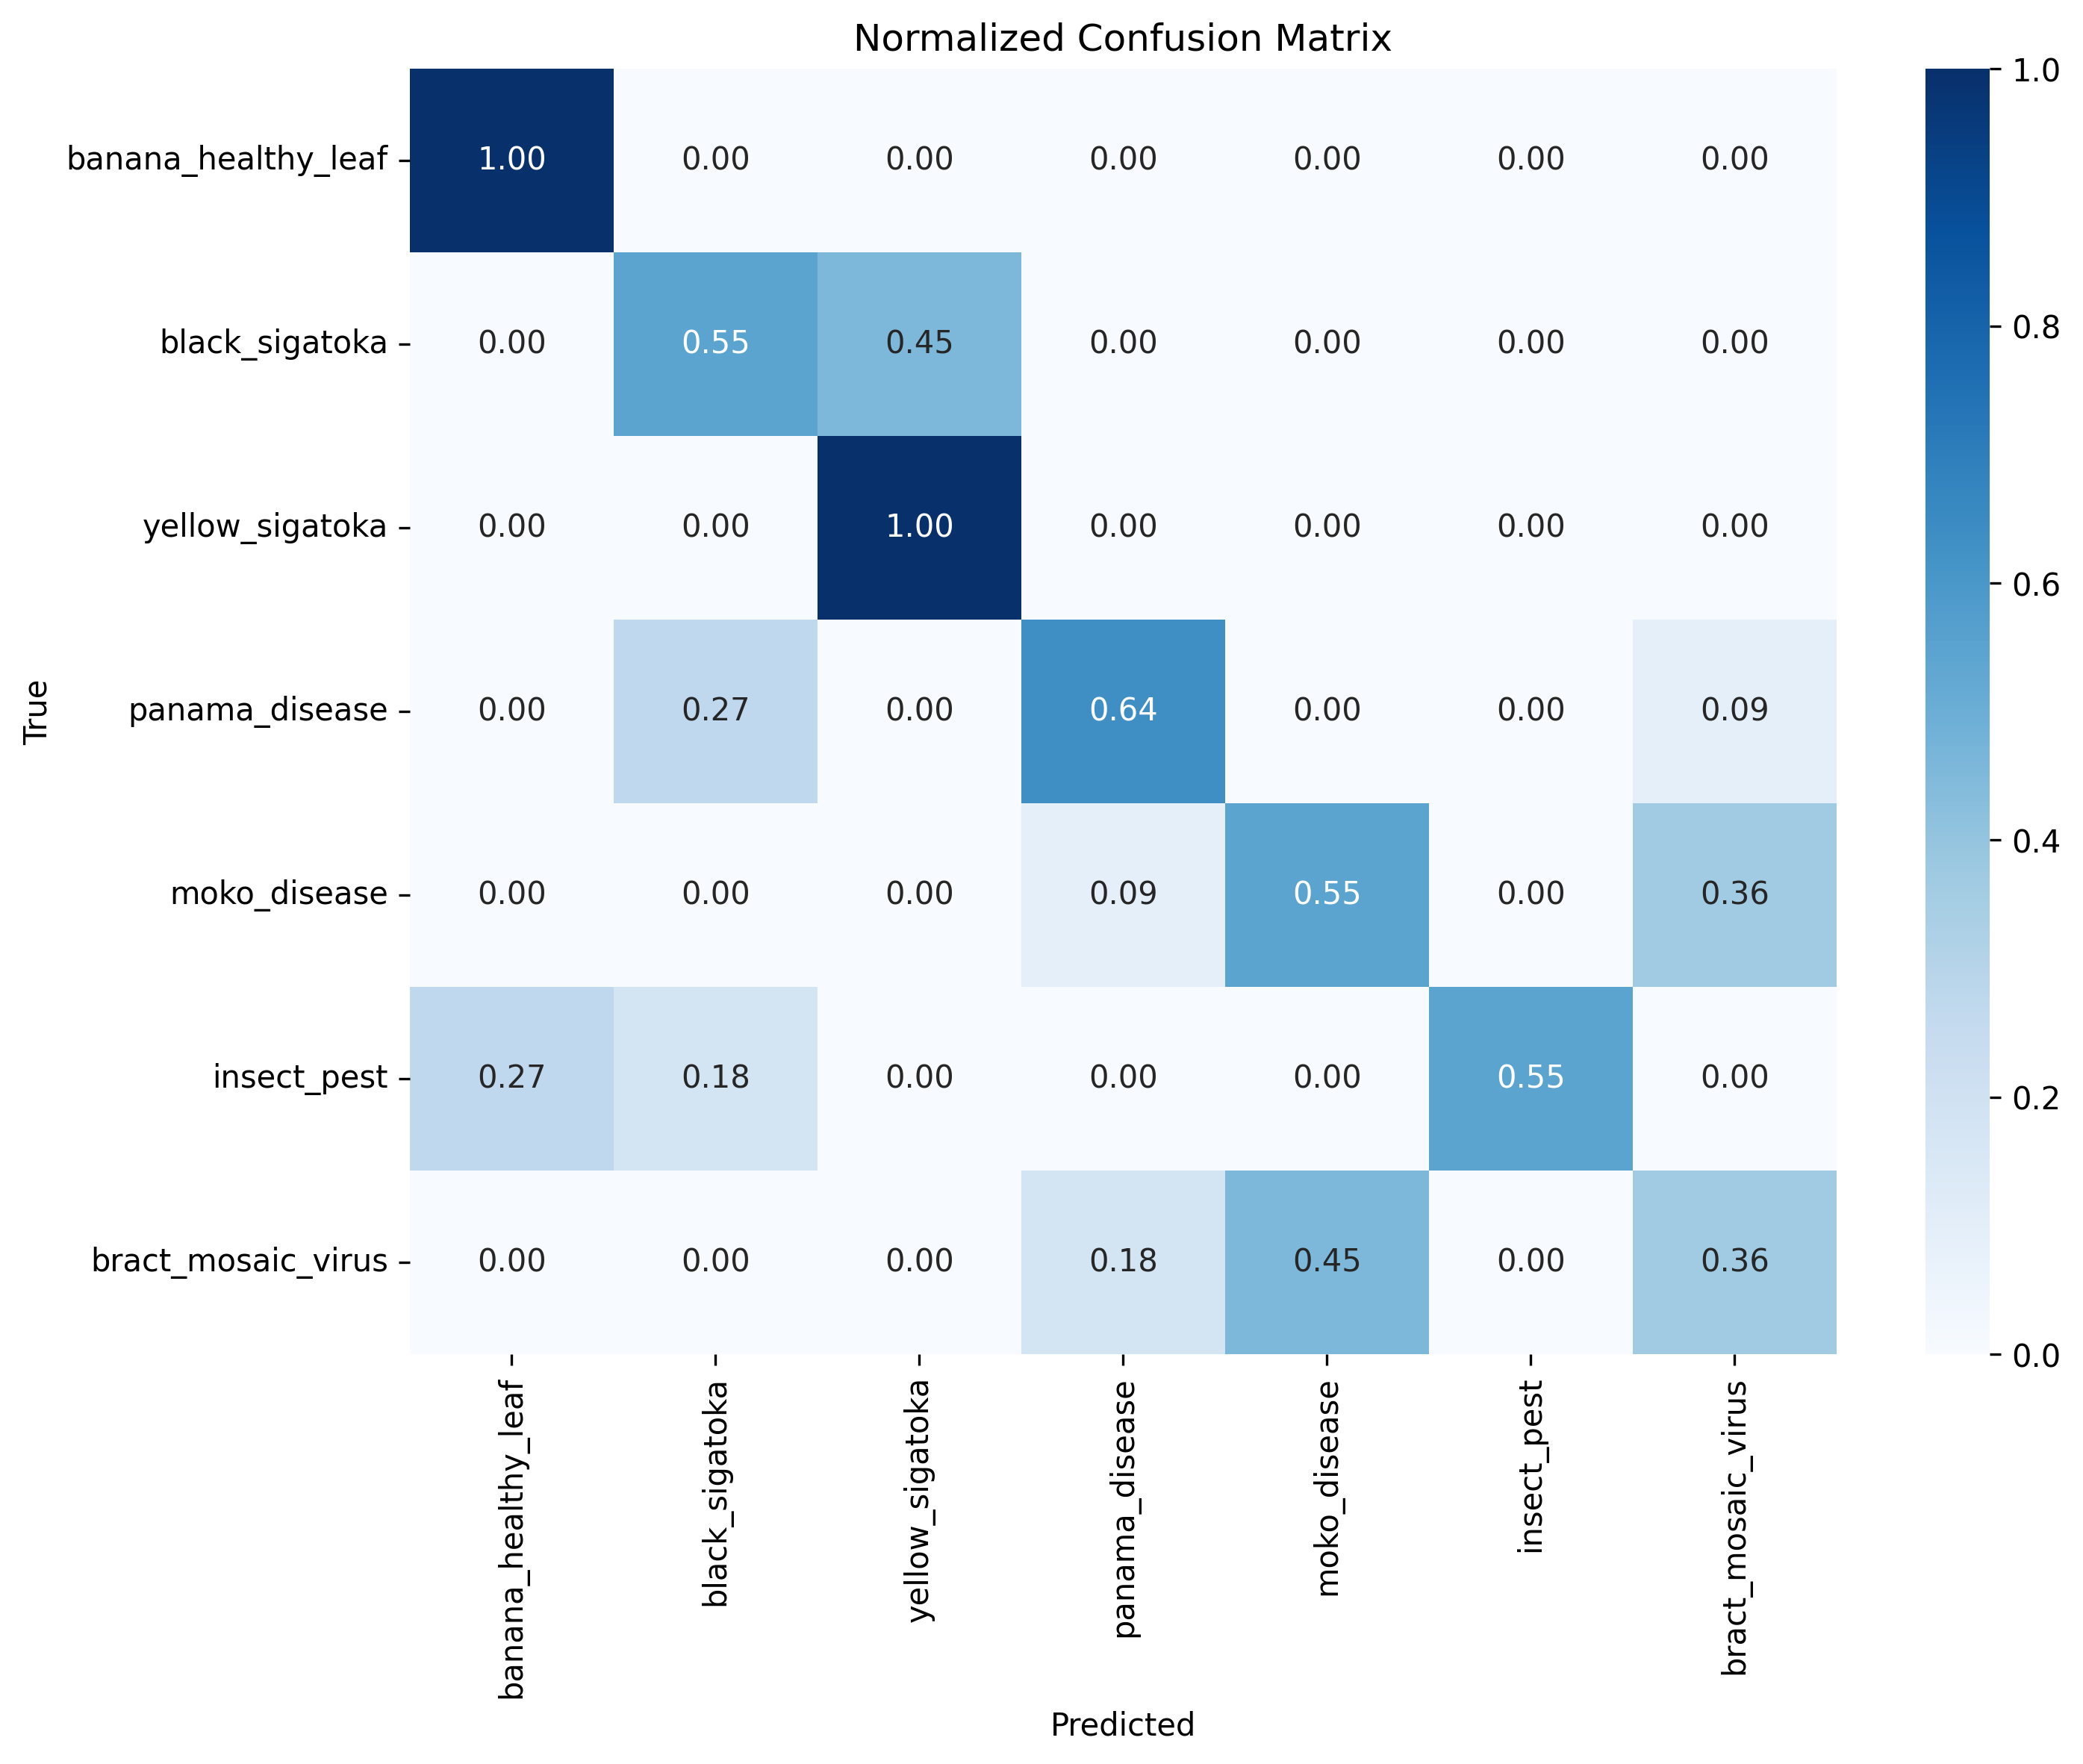 Normalized Confusion Matrix
banana_healthy_leaf 1.00 0.00 0.00 0.00 0.00 0.00 0.00
black_sigatoka 0.00 0.55 0.45 0.00 0.00 0.00 0.00
yellow_sigatoka 0.00 0.00 1.00 0.00 0.00 0.00 0.00
panama_disease 0.00 0.27 0.00 0.64 0.00 0.00 0.09
moko_disease 0.00 0.00 0.00 0.09 0.55 0.00 0.36
insect_pest 0.27 0.18 0.00 0.00 0.00 0.55 0.00
bract_mosaic_virus 0.00 0.00 0.00 0.18 0.45 0.00 0.36
True
banana_healthy_leaf
black_sigatoka
yellow_sigatoka
panama_disease
moko_disease
insect_pest
bract_mosaic_virus
Predicted
1.0
0.8
0.6
0.4
0.2
0.0